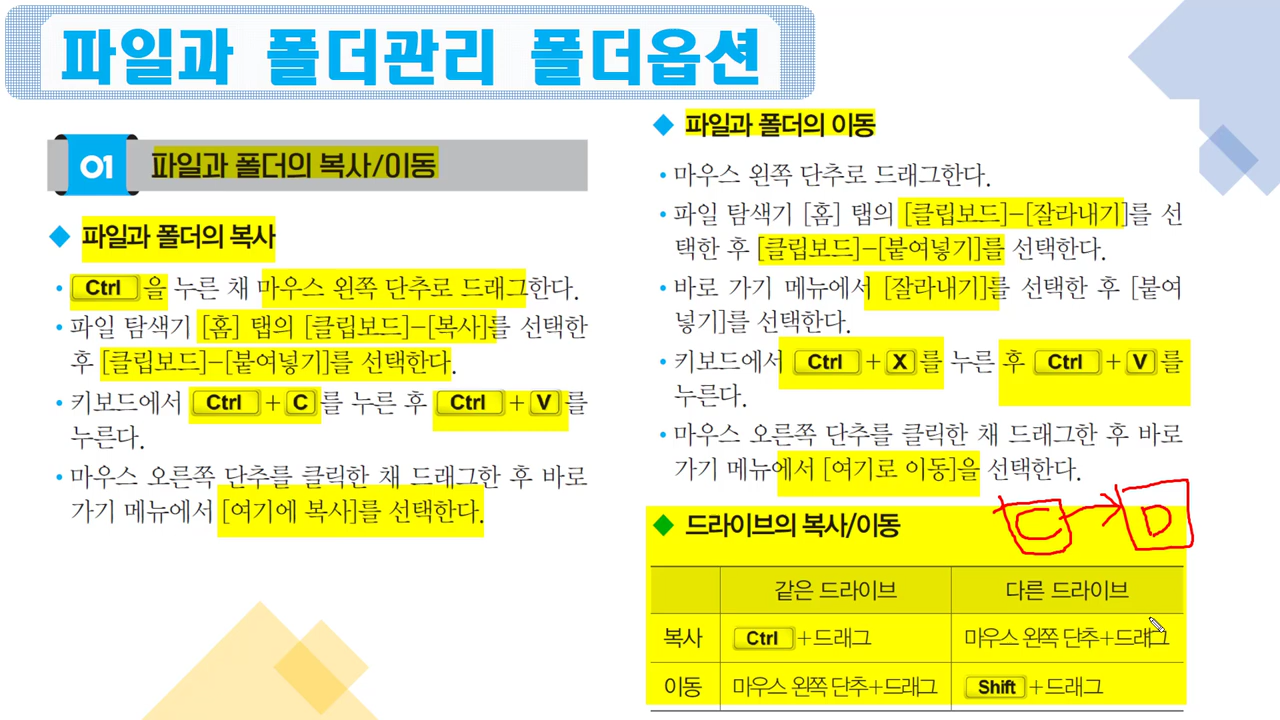 파일과 폴더관리 폴더옵션
01 파일과 폴더의 복사/이동
◆ 파일과 폴더의 복사
• Ctrl 을 누른 채 마우스 왼쪽 단추로 드래그한다.
• 파일 탐색기 [홈] 탭의 [클립보드]-[복사]를 선택한
후 [클립보드]-[붙여넣기]를 선택한다.
• 키보드에서 Ctrl + C 를 누른 후 Ctrl + V 를
누른다.
• 마우스 오른쪽 단추를 클릭한 채 드래그한 후 바로
가기 메뉴에서 [여기에 복사]를 선택한다.
◆ 파일과 폴더의 이동
• 마우스 왼쪽 단추로 드래그한다.
• 파일 탐색기 [홈] 탭의 [클립보드]-[잘라내기]를 선
택한 후 [클립보드]-[붙여넣기]를 선택한다.
• 바로 가기 메뉴에서 [잘라내기]를 선택한 후 [붙여
넣기]를 선택한다.
• 키보드에서 Ctrl + X 를 누른 후 Ctrl + V 를
누른다.
• 마우스 오른쪽 단추를 클릭한 채 드래그한 후 바로
가기 메뉴에서 [여기로 이동]을 선택한다.
◆ 드라이브의 복사/이동 C D
같은 드라이브 다른 드라이브
복사 Ctrl +드래그 마우스 왼쪽 단추+드래그
이동 마우스 왼쪽 단추+드래그 Shift +드래그